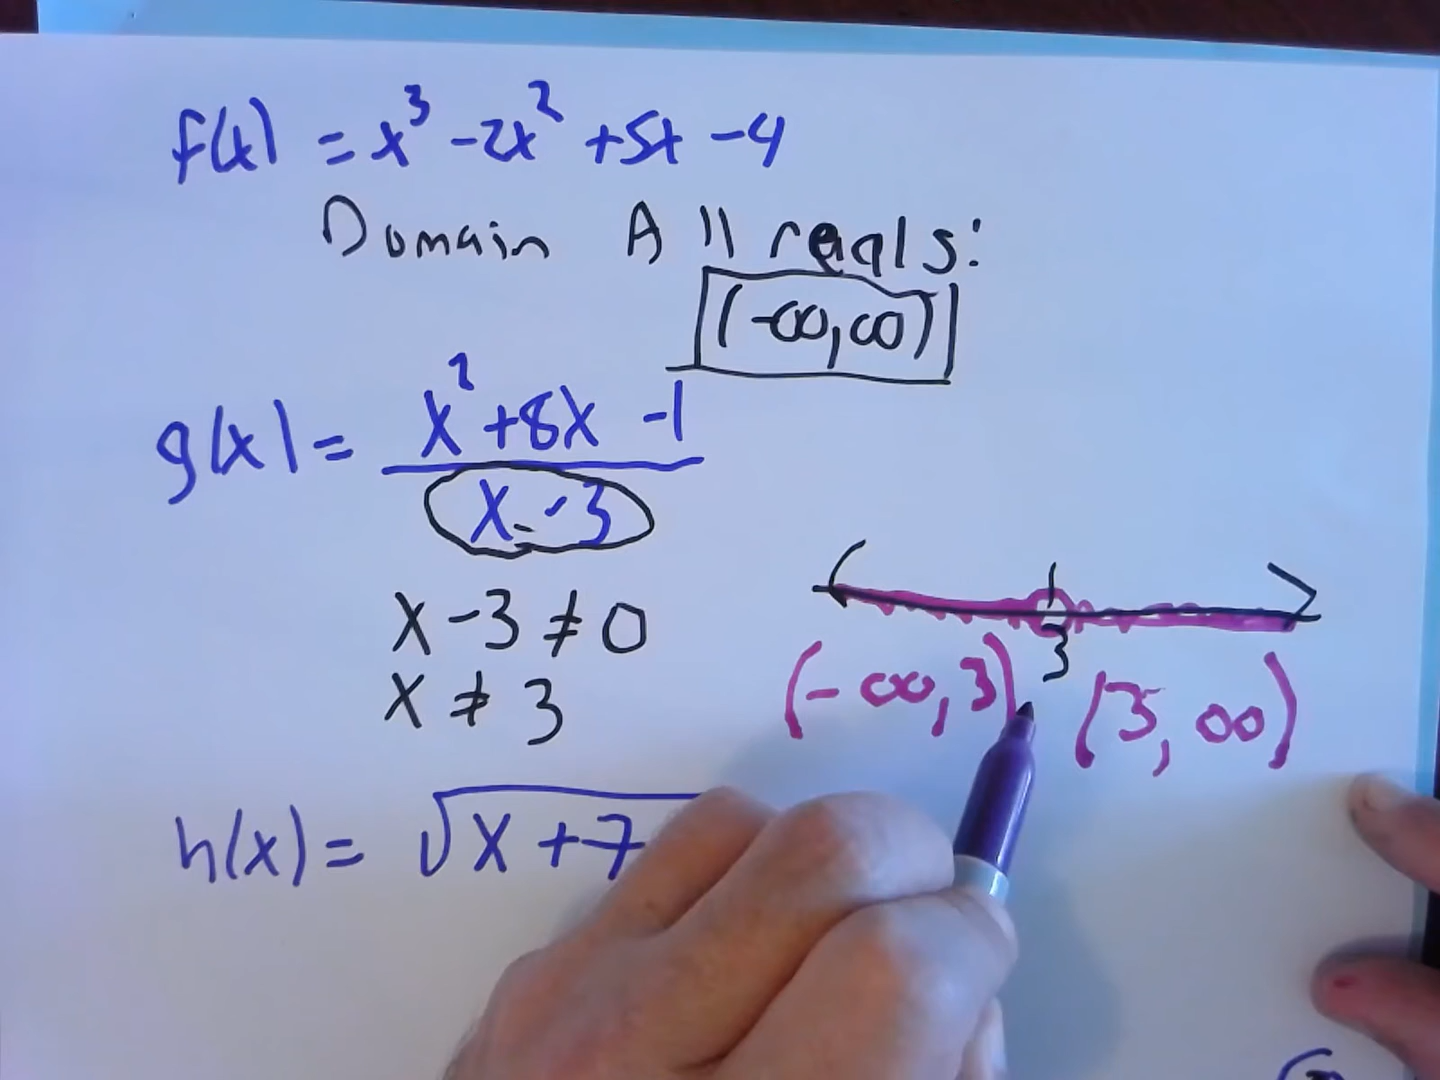 f(x) = x³ - 2x² + 5x - 4
Domain All reals:
(-∞,∞)
g(x) = x² + 8x - 1
x - 3
x - 3 ≠ 0
x ≠ 3
3
(-∞,3) (3,∞)
h(x) = √x + 7